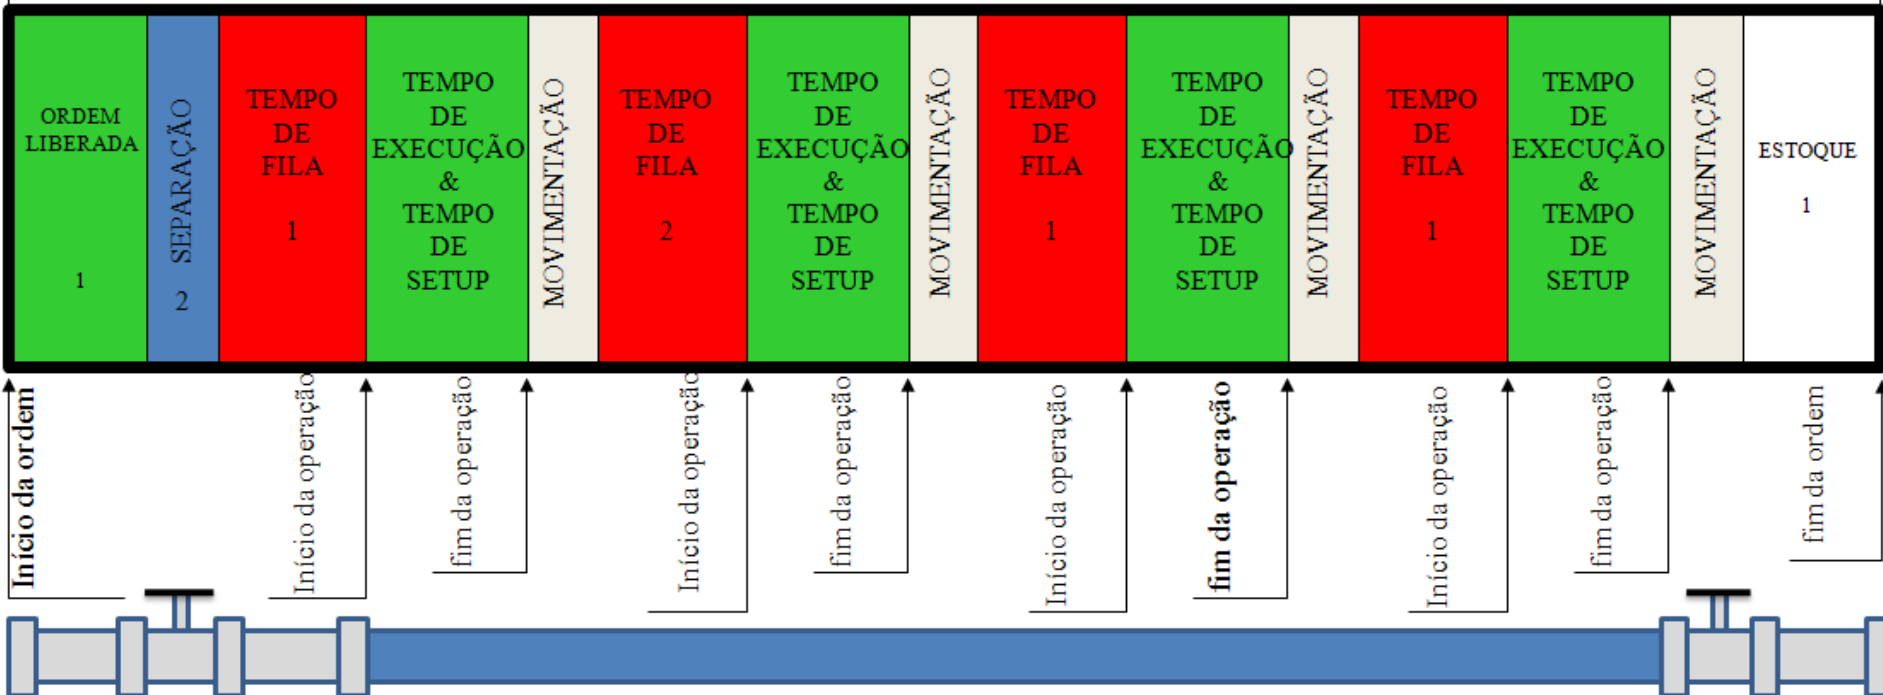 ORDEM
LIBERADA
1
SEPARAÇÃO
2
TEMPO
DE
FILA
1
TEMPO
DE
EXECUÇÃO
&
TEMPO
DE
SETUP
MOVIMENTAÇÃO
TEMPO
DE
FILA
2
TEMPO
DE
EXECUÇÃO
&
TEMPO
DE
SETUP
MOVIMENTAÇÃO
TEMPO
DE
FILA
1
TEMPO
DE
EXECUÇÃO
&
TEMPO
DE
SETUP
MOVIMENTAÇÃO
TEMPO
DE
FILA
1
TEMPO
DE
EXECUÇÃO
&
TEMPO
DE
SETUP
MOVIMENTAÇÃO
ESTOQUE
1
Início da ordem
Início da operação
fim da operação
Início da operação
fim da operação
Início da operação
fim da operação
Início da operação
fim da operação
fim da ordem